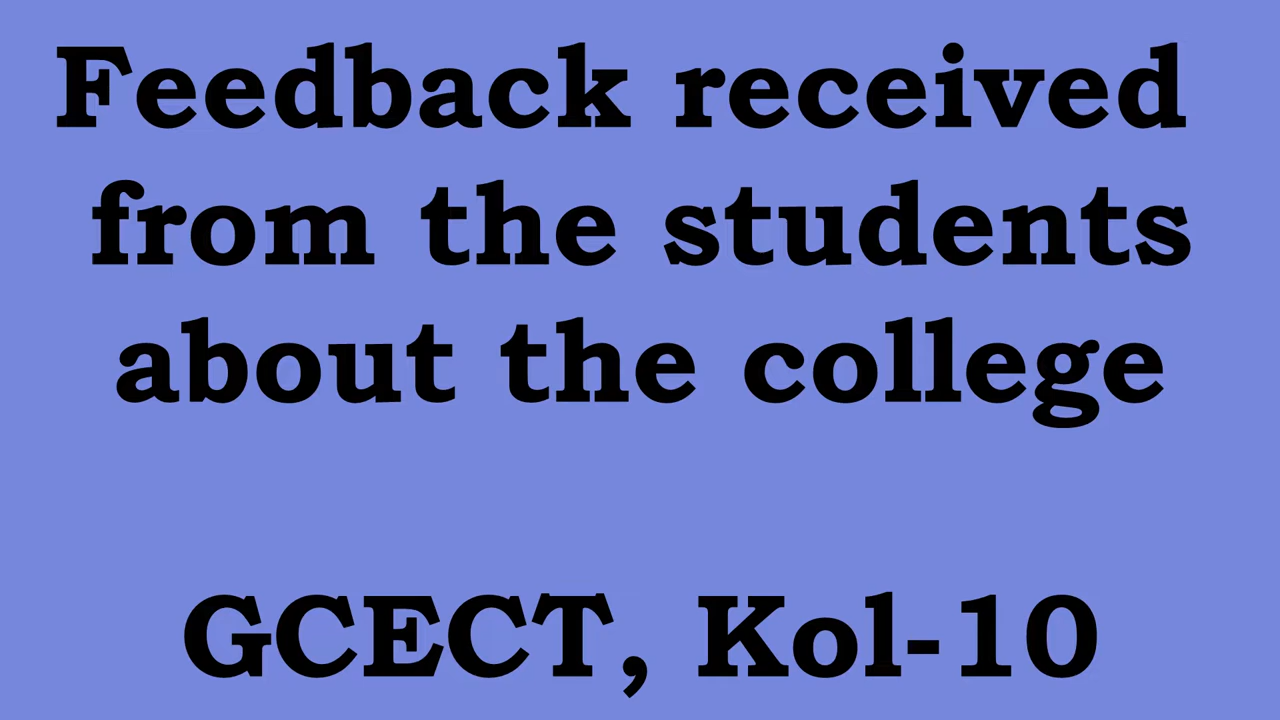 Feedback received
from the students
about the college
GCECT, Kol-10